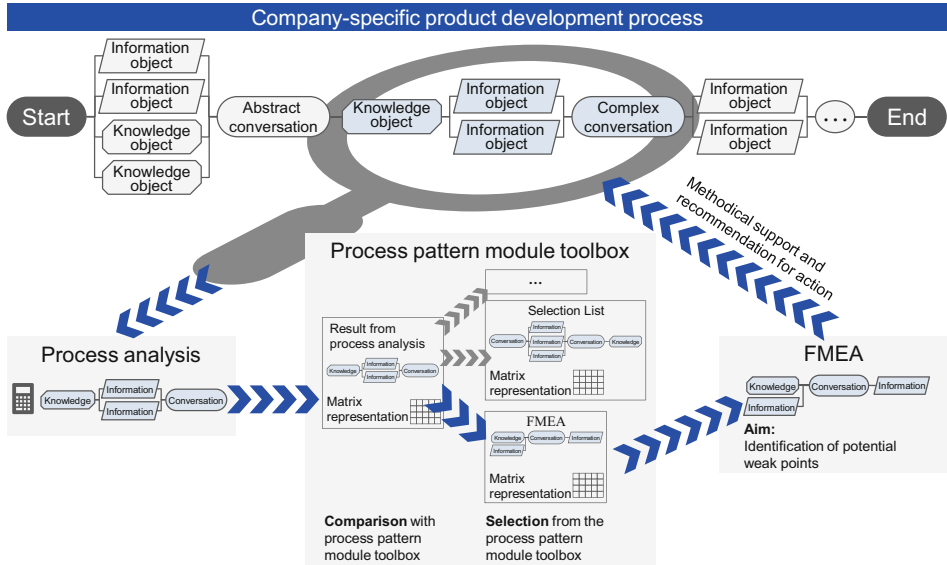 Company-specific product development process
Start
Information
object
Information
object
Knowledge
object
Knowledge
object
Abstract
conversation
Knowledge
object
Information
object
Information
object
Complex
conversation
Information
object
Information
object
...
End
Methodical support and
recommendation for action
Process analysis
Knowledge
Information
Information
Conversation
Process pattern module toolbox
...
Result from
process analysis
Knowledge
Information
Information
Conversation
Matrix
representation
Selection List
Conversation
Information
Information
Information
Conversation
Knowledge
Matrix
representation
FMEA
Knowledge
Conversation
Information
Information
Matrix
representation
Comparison with
process pattern
module toolbox
Selection from the
process pattern
module toolbox
FMEA
Knowledge
Conversation
Information
Information
Aim:
Identification of potential
weak points